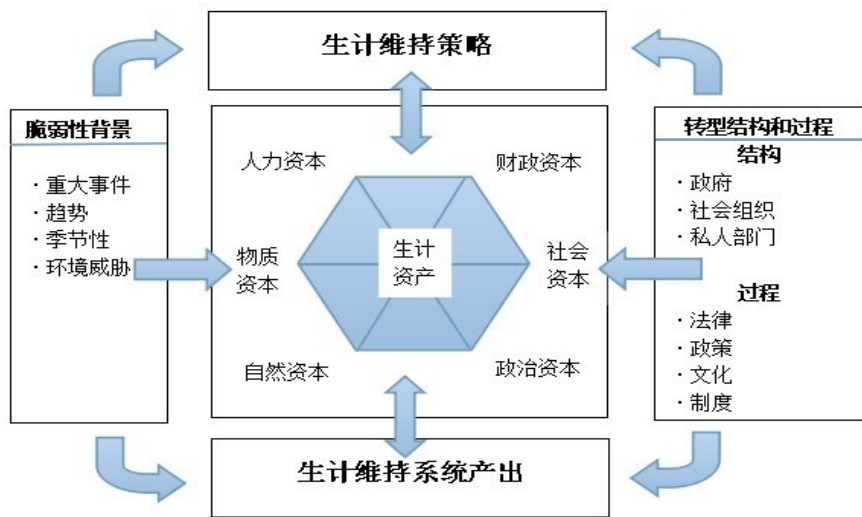 生计维持策略
脆弱性背景
·重大事件
·趋势
·季节性
·环境威胁
人力资本
财政资本
物质
资本
生计
资产
社会
资本
自然资本
政治资本
转型结构和过程
结构
·政府
·社会组织
·私人部门
过程
·法律
·政策
·文化
·制度
生计维持系统产出